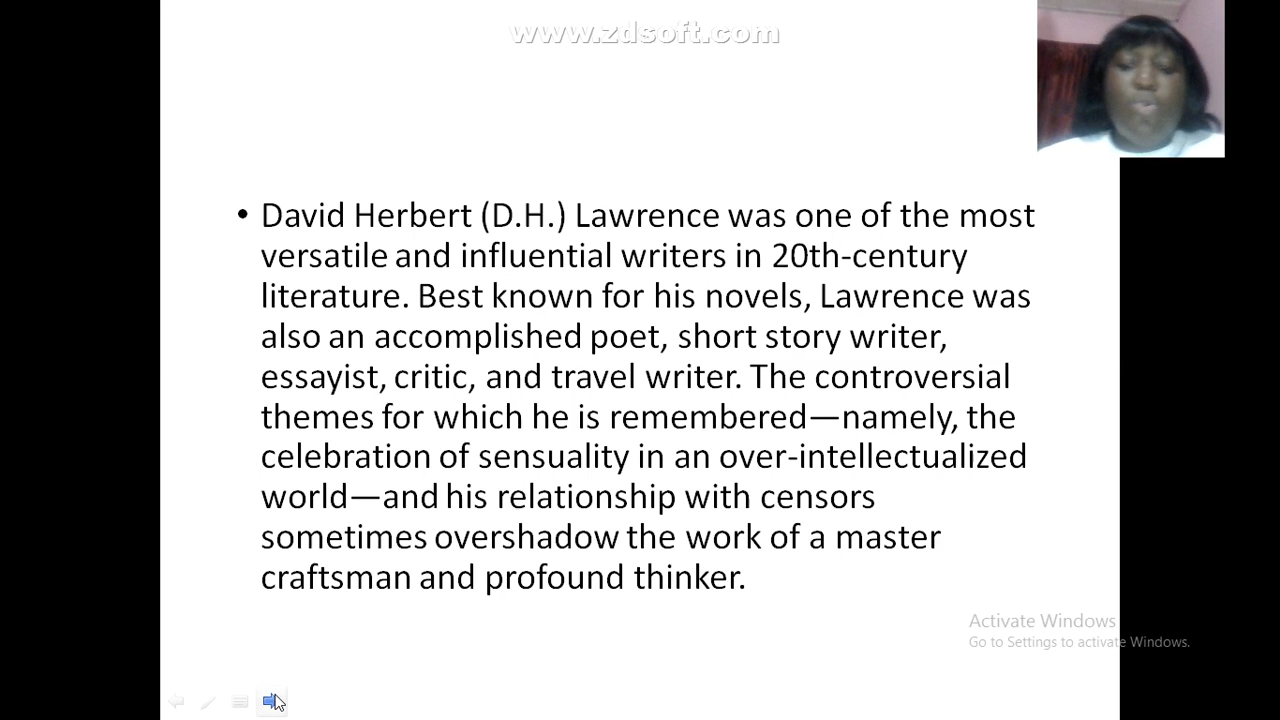 www.zdsoft.com
• David Herbert (D.H.) Lawrence was one of the most
versatile and influential writers in 20th-century
literature. Best known for his novels, Lawrence was
also an accomplished poet, short story writer,
essayist, critic, and travel writer. The controversial
themes for which he is remembered—namely, the
celebration of sensuality in an over-intellectualized
world—and his relationship with censors
sometimes overshadow the work of a master
craftsman and profound thinker.
Activate Windows
Go to Settings to activate Windows.